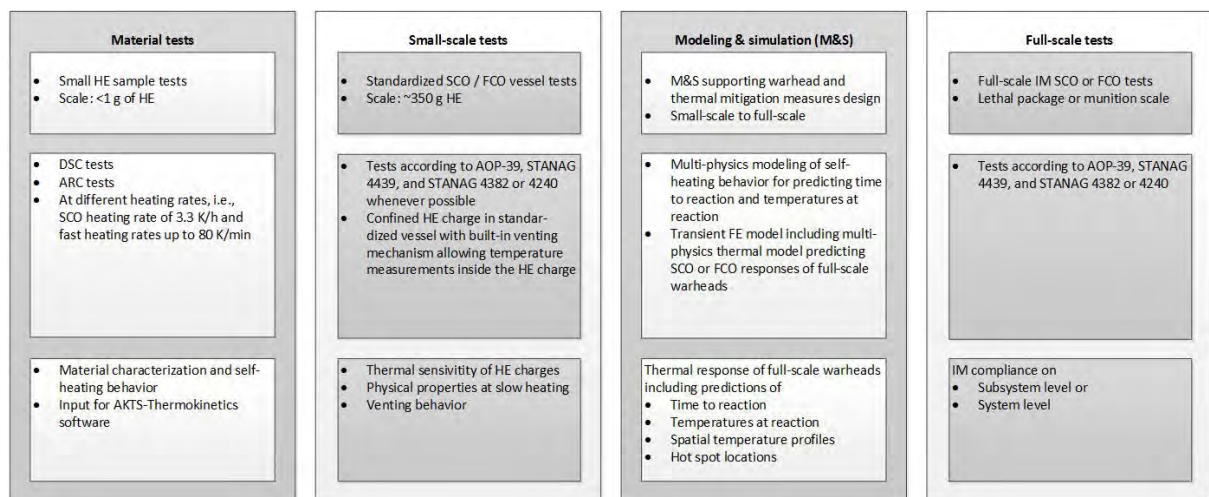 Material tests
• Small HE sample tests
• Scale: <1 g of HE
• DSC tests
• ARC tests
• At different heating rates, i.e.,
SCO heating rate of 3.3 K/h and
fast heating rates up to 80 K/min
• Material characterization and self-
heating behavior
• Input for AKTS-Thermokinetics
software
Small-scale tests
• Standardized SCO / FCO vessel tests
• Scale: ~350 g HE
• Tests according to AOP-39, STANAG
4439, and STANAG 4382 or 4240
whenever possible
• Confined HE charge in standar-
dized vessel with built-in venting
mechanism allowing temperature
measurements inside the HE charge
• Thermal sensitivity of HE charges
• Physical properties at slow heating
• Venting behavior
Modeling & simulation (M&S)
• M&S supporting warhead and
thermal mitigation measures design
• Small-scale to full-scale
• Multi-physics modeling of self-
heating behavior for predicting time
to reaction and temperatures at
reaction
• Transient FE model including multi-
physics thermal model predicting
SCO or FCO responses of full-scale
warheads
Thermal response of full-scale warheads
including predictions of
• Time to reaction
• Temperatures at reaction
• Spatial temperature profiles
• Hot spot locations
Full-scale tests
• Full-scale IM SCO or FCO tests
• Lethal package or munition scale
• Tests according to AOP-39, STANAG
4439, and STANAG 4382 or 4240
IM compliance on
• Subsystem level or
• System level